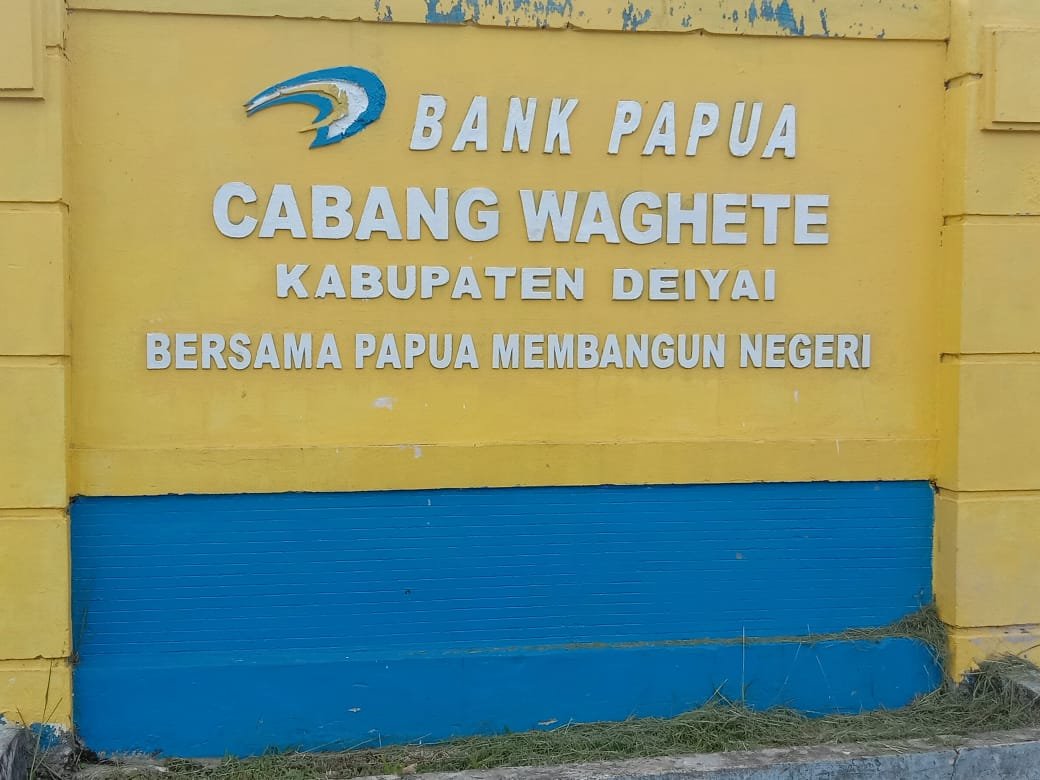 BANK PAPUA
CABANG WAGHETE
KABUPATEN DEIYAI
BERSAMA PAPUA MEMBANGUN NEGERI